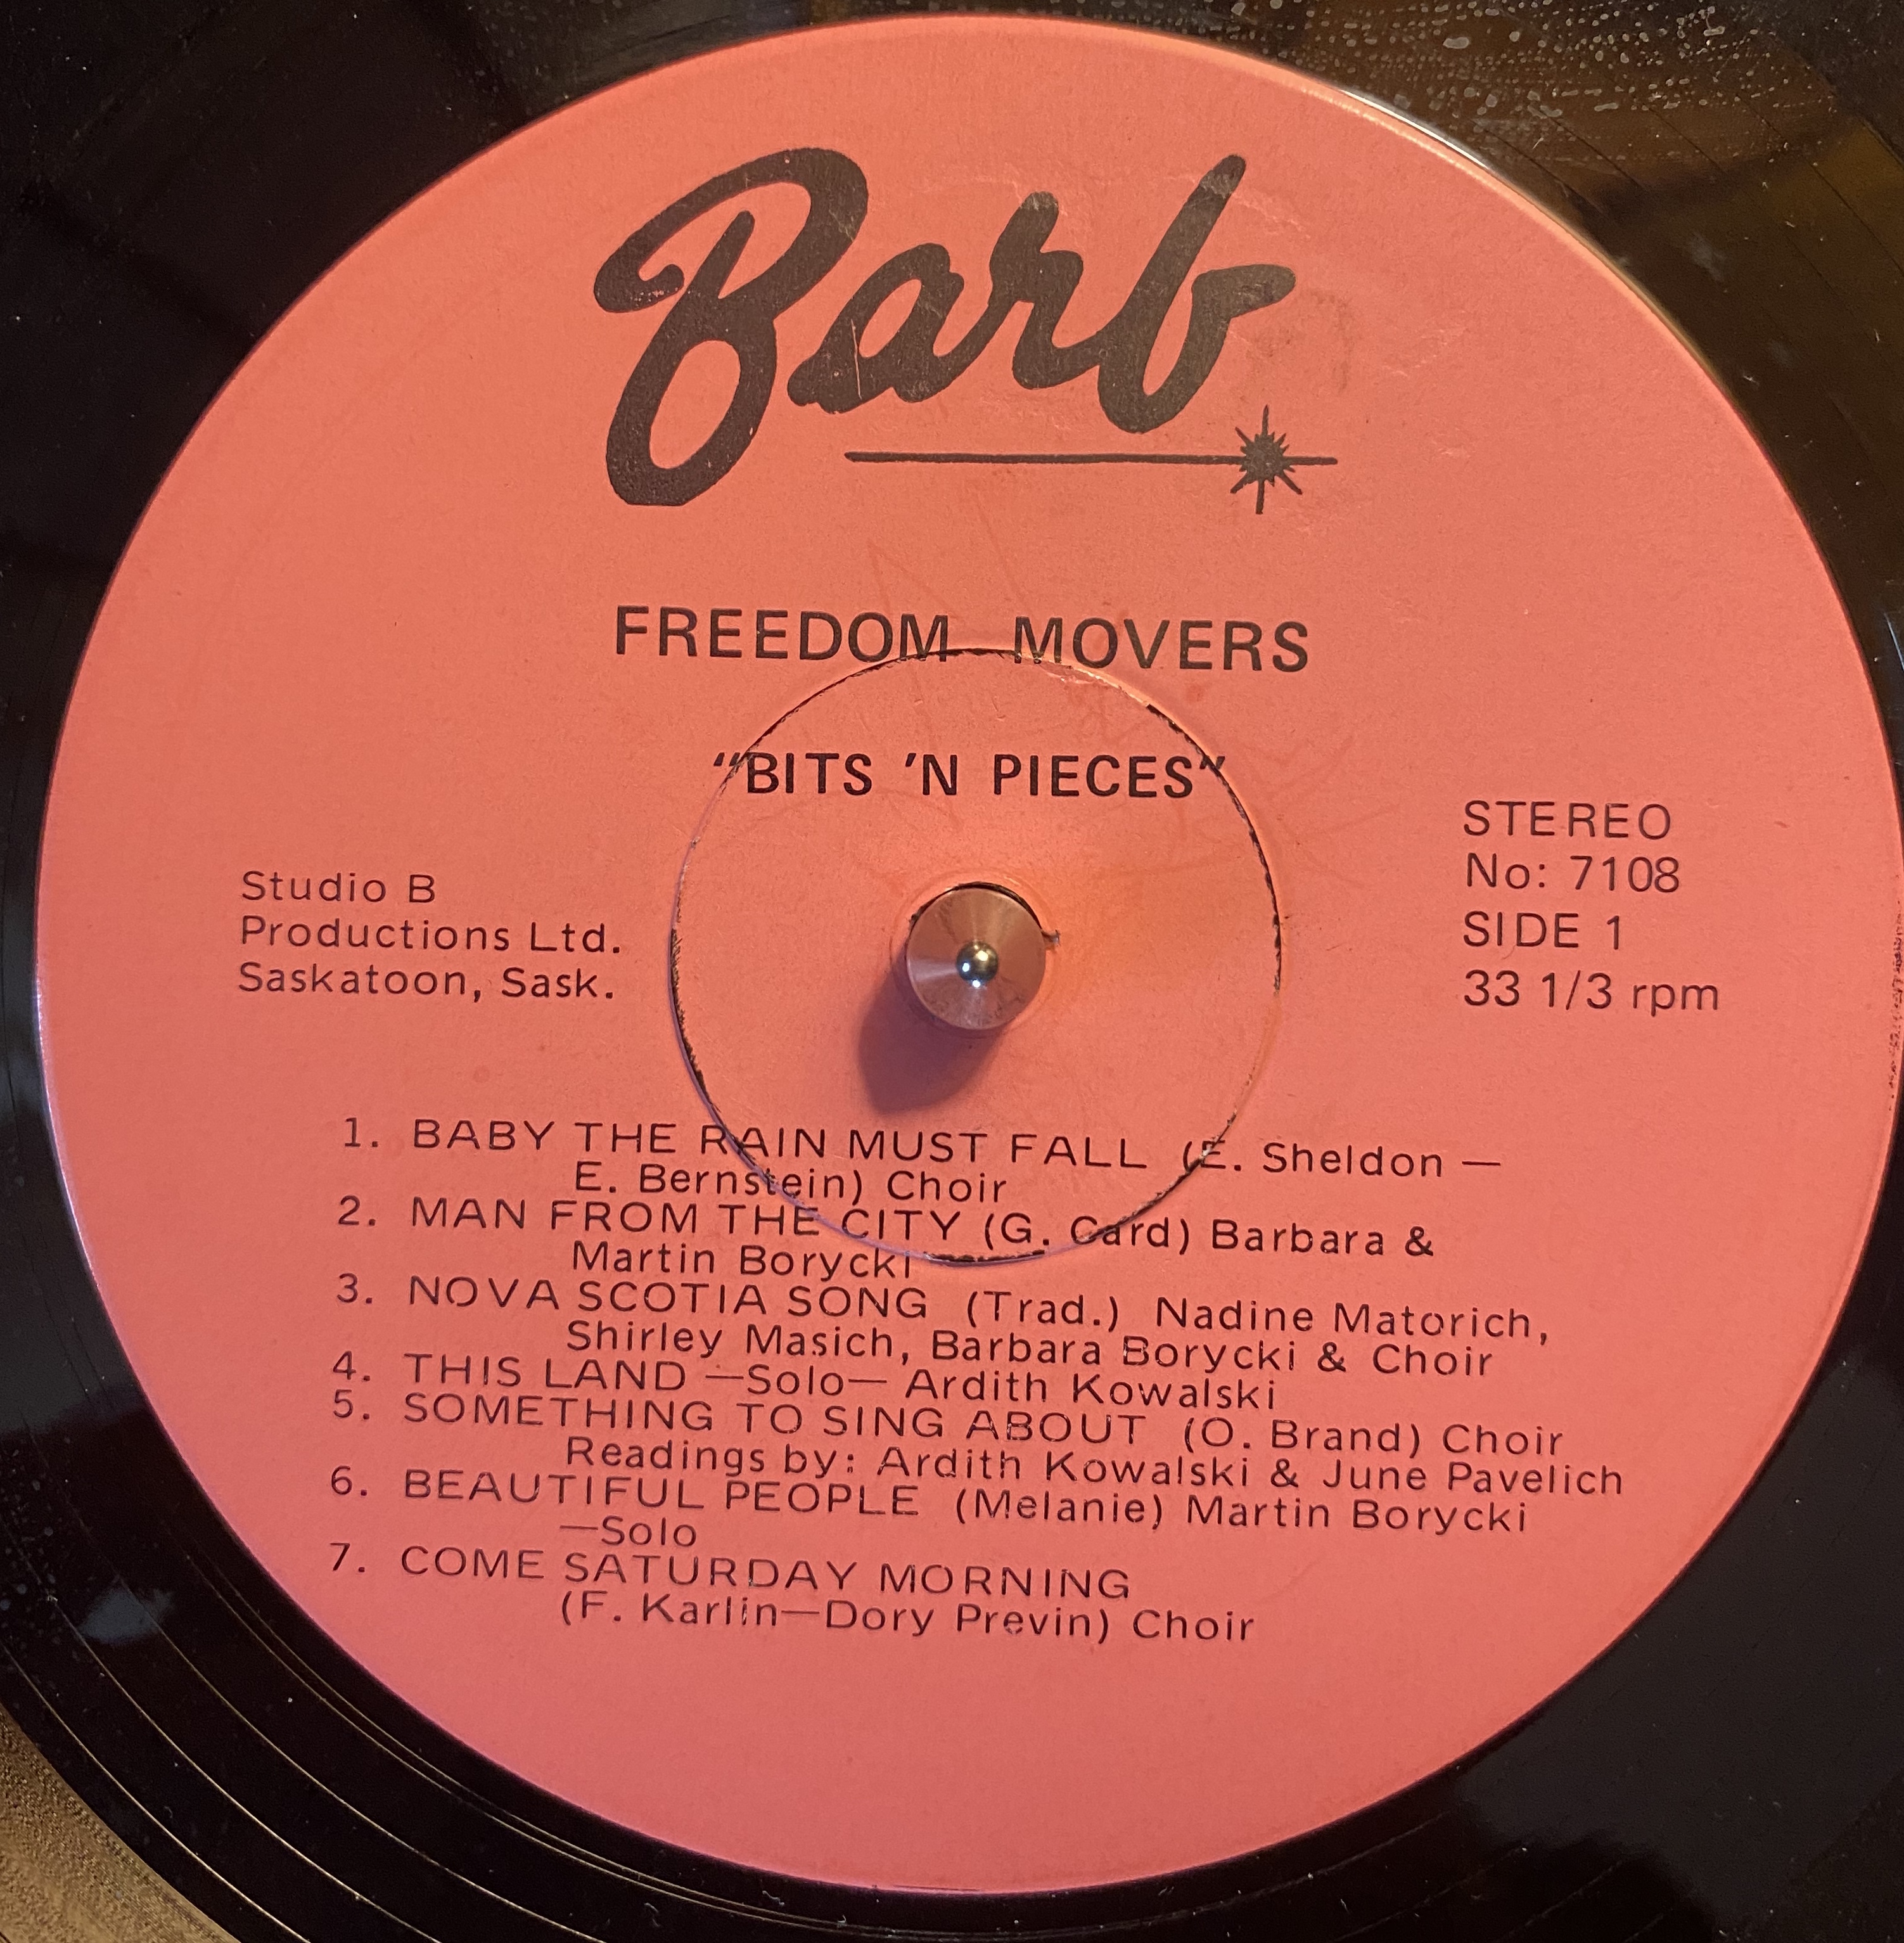 Barb
FREEDOM MOVERS
“BITS ’N PIECES”
Studio B
Productions Ltd.
Saskatoon, Sask.
STEREO
No: 7108
SIDE 1
33 1/3 rpm
1. BABY THE RAIN MUST FALL (E. Sheldon —
E. Bernstein) Choir
2. MAN FROM THE CITY (G. Card) Barbara &
Martin Borycki
3. NOVA SCOTIA SONG (Trad.) Nadine Matorich,
Shirley Masich, Barbara Borycki & Choir
4. THIS LAND —Solo— Ardith Kowalski
5. SOMETHING TO SING ABOUT (O. Brand) Choir
Readings by: Ardith Kowalski & June Pavelich
6. BEAUTIFUL PEOPLE (Melanie) Martin Borycki
—Solo
7. COME SATURDAY MORNING
(F. Karlin—Dory Previn) Choir